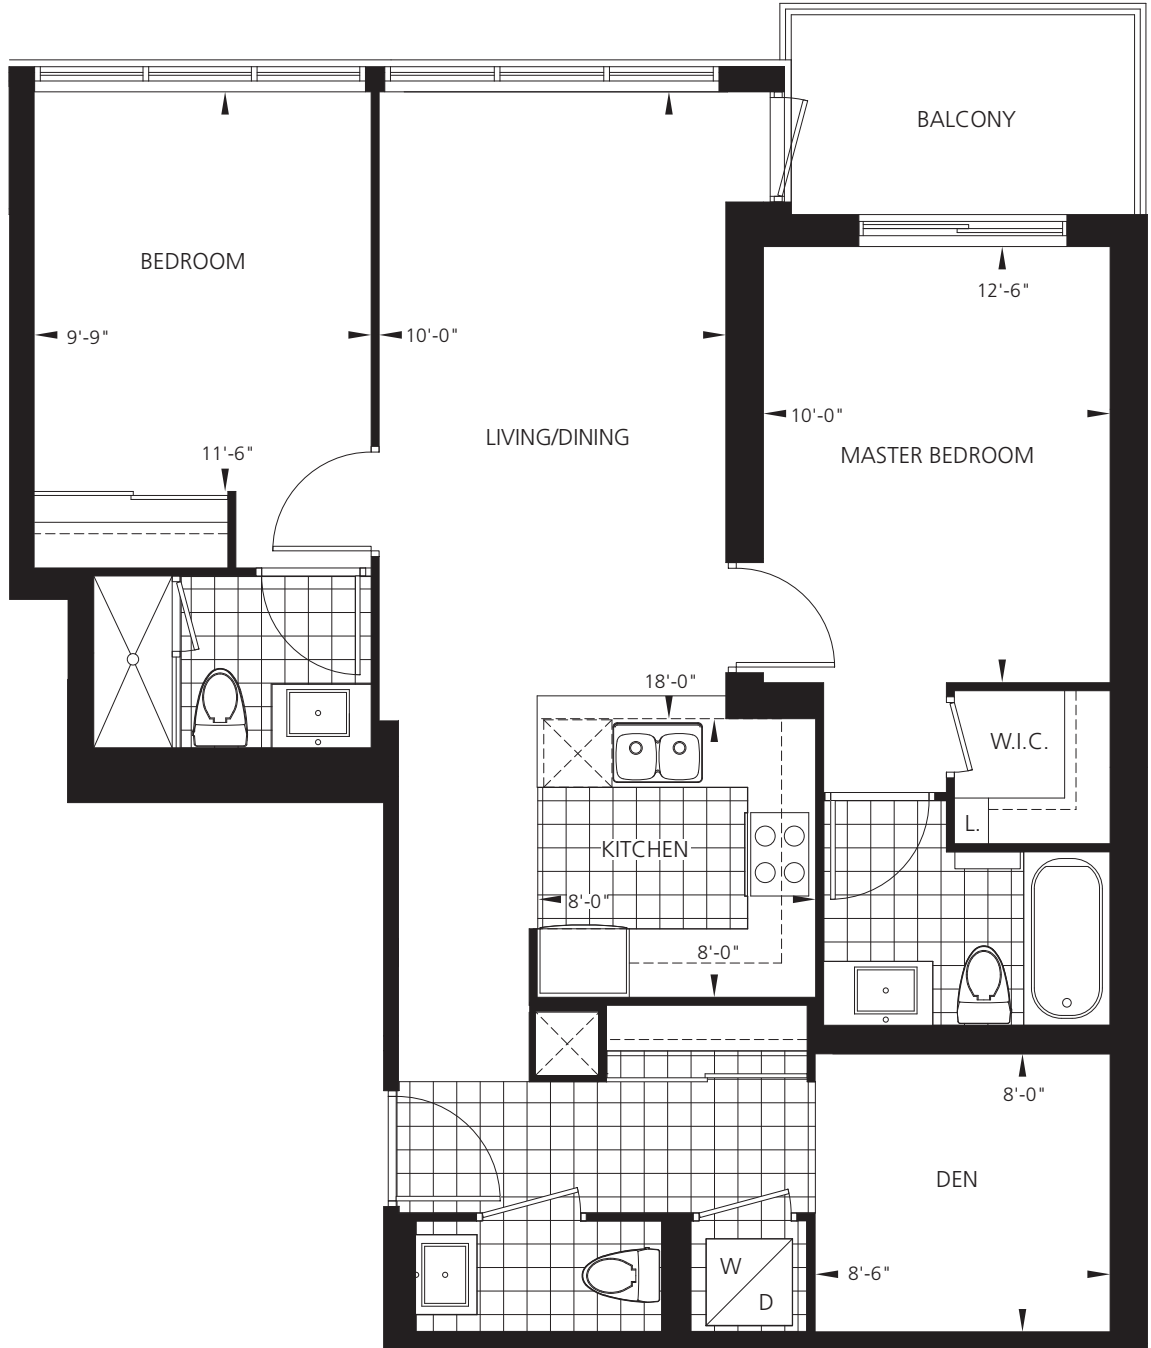 BALCONY
BEDROOM
12'-6"
9'-9"
10'-0"
10'-0"
LIVING/DINING
11'-6"
MASTER BEDROOM
18'-0"
W.I.C.
L.
KITCHEN
8'-0"
8'-0"
8'-0"
DEN
W
D
8'-6"